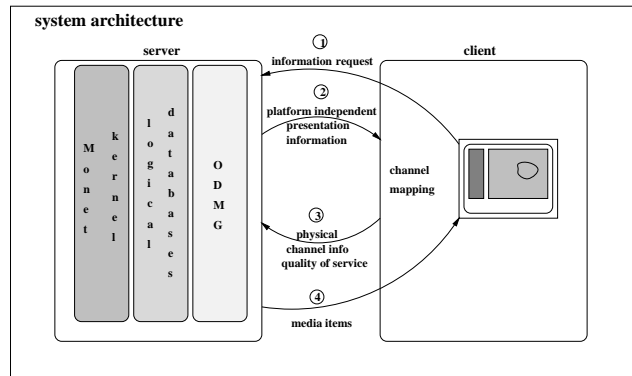 system architecture
server
client
1
information request
2
platform independent
presentation
information
channel
mapping
3
physical
channel info
quality of service
4
media items
Monet
kernel
logical
databases
ODMG